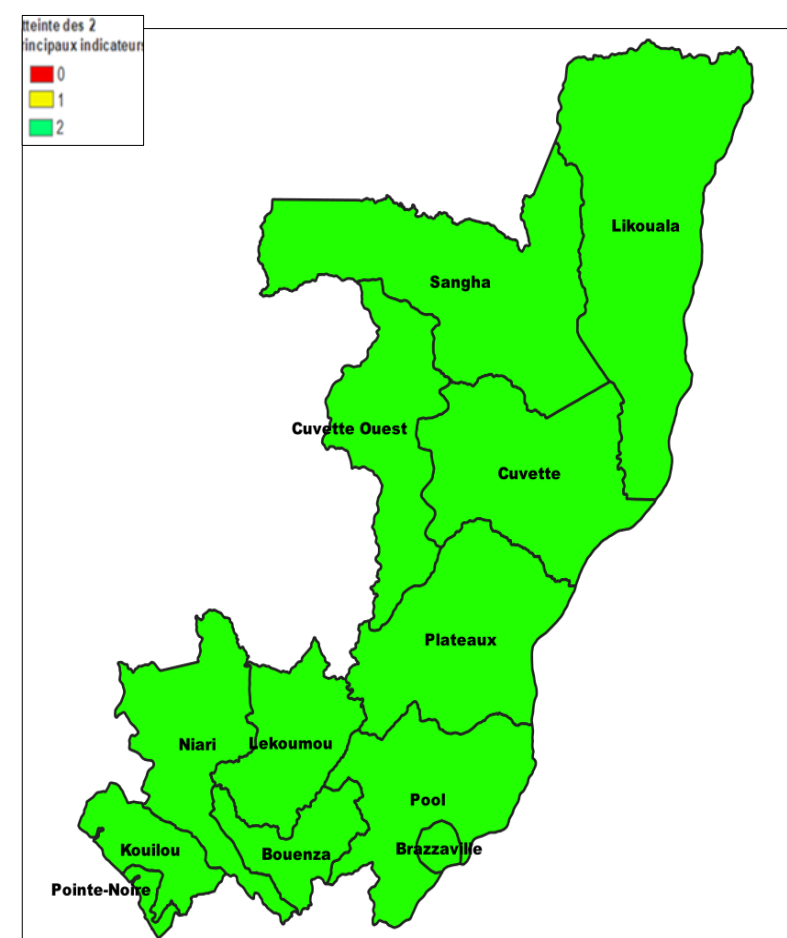 tteinte des 2
rincipaux indicateurs
0
1
2
Likouala
Sangha
Cuvette Ouest
Cuvette
Plateaux
Niari
Lekoumou
Pool
Kouilou
Bouenza
Brazzaville
Pointe-Noire